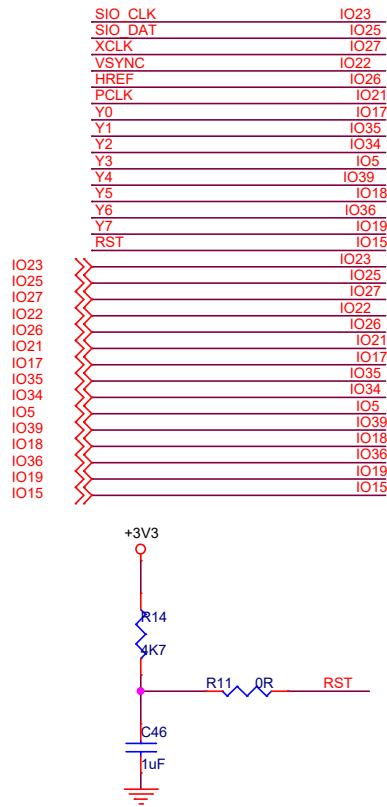 SIO_CLK IO23
SIO_DAT IO25
XCLK IO27
VSYNC IO22
HREF IO26
PCLK IO21
Y0 IO17
Y1 IO35
Y2 IO34
Y3 IO5
Y4 IO39
Y5 IO18
Y6 IO36
Y7 IO19
RST IO15
IO23 IO23
IO25 IO25
IO27 IO27
IO22 IO22
IO26 IO26
IO21 IO21
IO17 IO17
IO35 IO35
IO34 IO34
IO5 IO5
IO39 IO39
IO18 IO18
IO36 IO36
IO19 IO19
IO15 IO15
+3V3
R14
4K7
R11 0R RST
C46
1uF